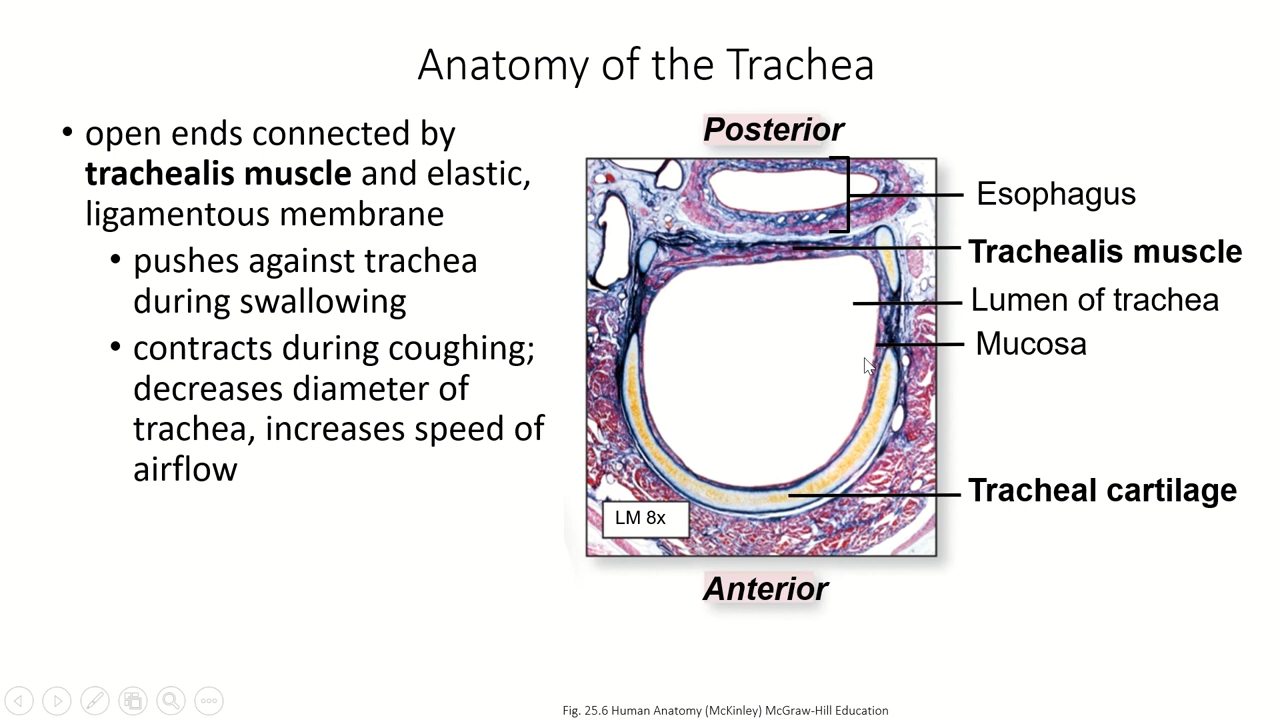 Anatomy of the Trachea
• open ends connected by
trachealis muscle and elastic,
ligamentous membrane
• pushes against trachea
during swallowing
• contracts during coughing;
decreases diameter of
trachea, increases speed of
airflow
Posterior
Esophagus
Trachealis muscle
Lumen of trachea
Mucosa
Tracheal cartilage
LM 8x
Anterior
Fig. 25.6 Human Anatomy (McKinley) McGraw-Hill Education